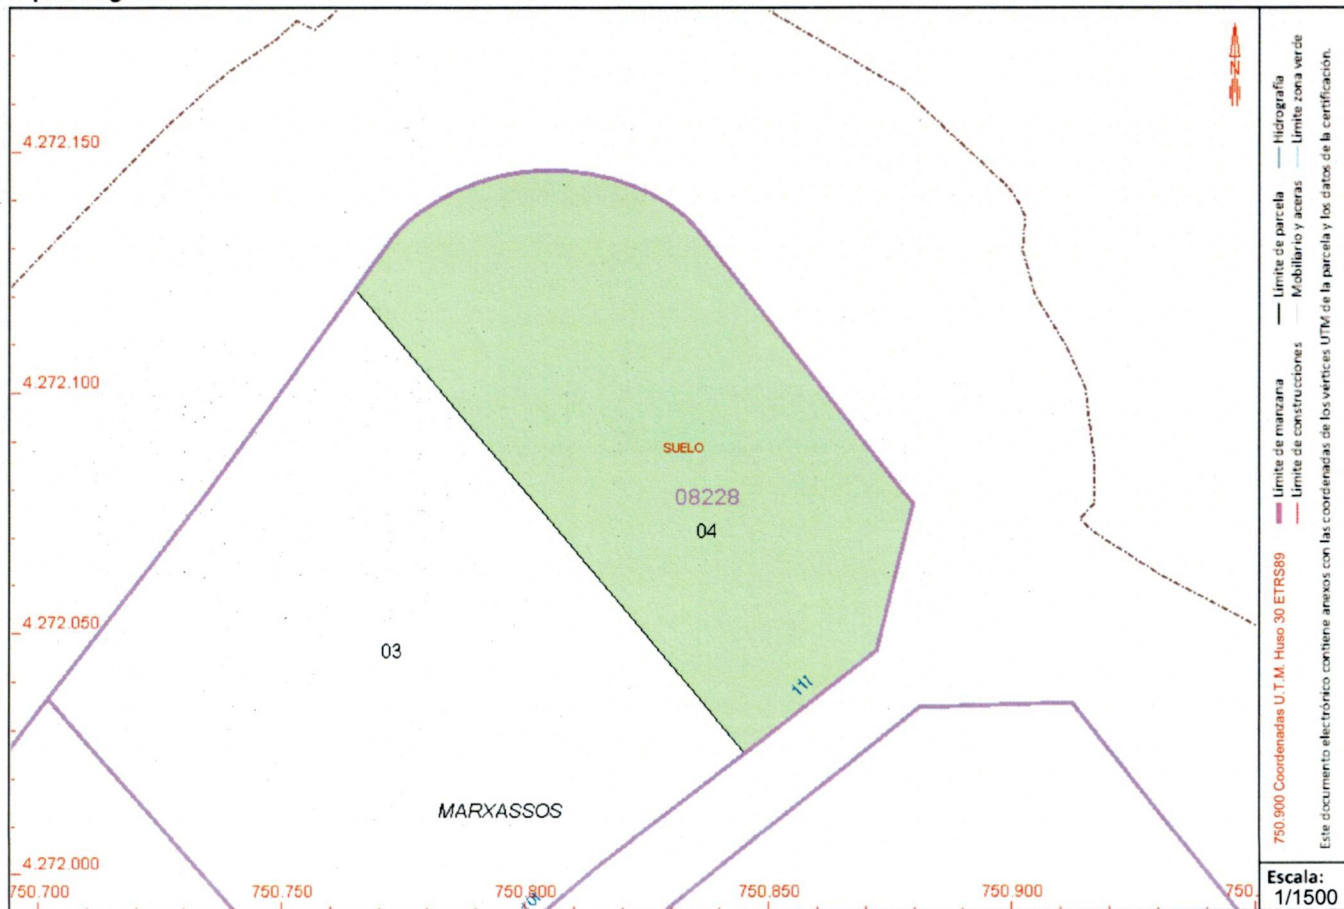 4.272.150
4.272.100
4.272.050
4.272.000
750.700
750.750
750.800
750.850
750.900
750.
N
SUELO
08228
04
03
111
MARXASSOS
750.900 Coordenadas U.T.M. Huso 30 ETRS89
Límite de manzana
Límite de parcela
Hidrografía
Límite de construcciones
Mobiliario y aceras
Límite zona verde
Este documento electrónico contiene anexos con las coordenadas de los vértices UTM de la parcela y los datos de la certificación.
Escala:
1/1500